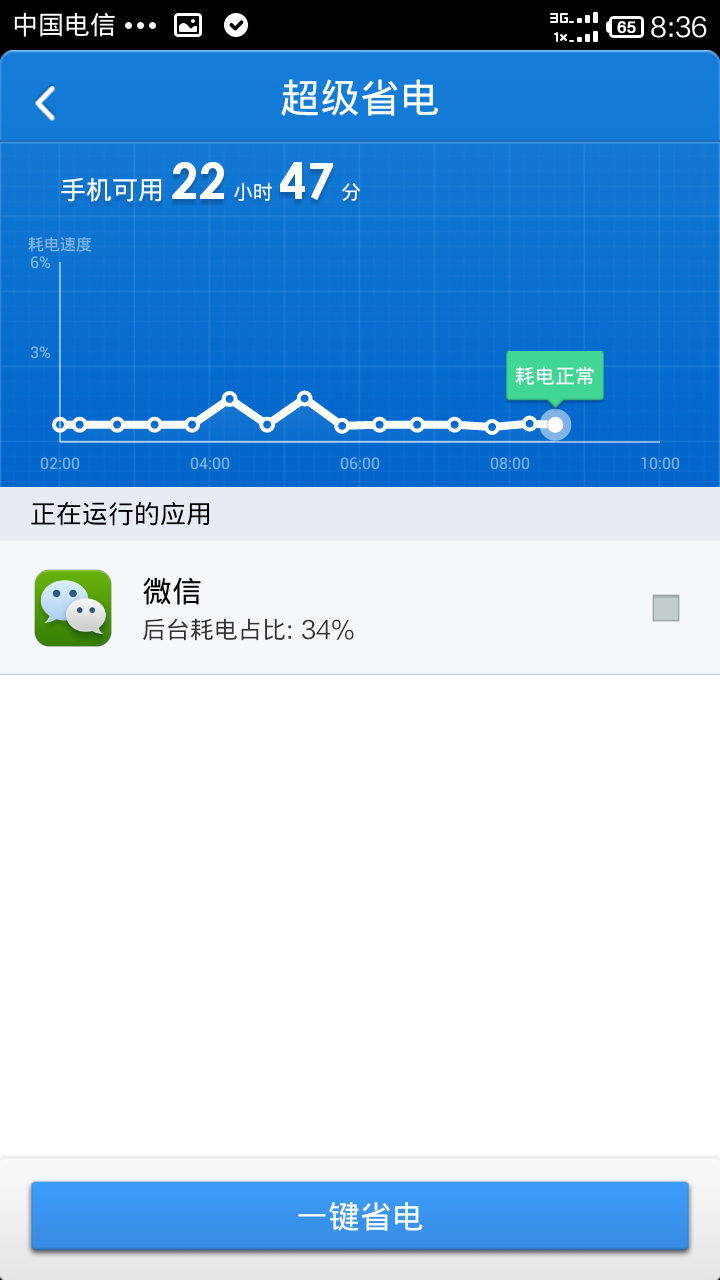 中国电信 ••• 3G 1x 65 8:36
超级省电
手机可用 22 小时 47 分
耗电速度
6%
3%
耗电正常
02:00 04:00 06:00 08:00 10:00
正在运行的应用
微信
后台耗电占比: 34%
一键省电